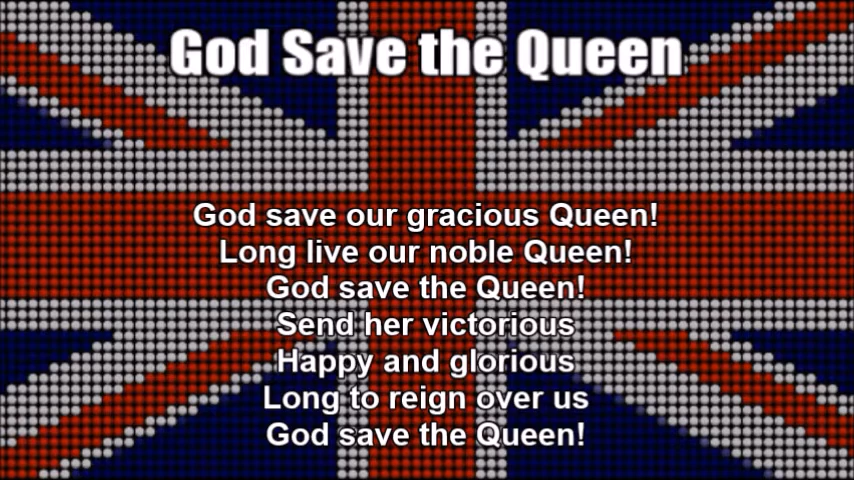 God Save the Queen
God save our gracious Queen!
Long live our noble Queen!
God save the Queen!
Send her victorious
Happy and glorious
Long to reign over us
God save the Queen!